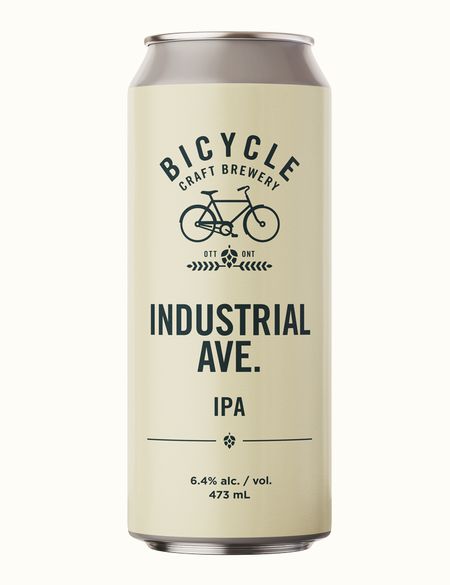 BICYCLE
CRAFT BREWERY
OTT ONT
INDUSTRIAL
AVE.
IPA
6.4% alc. / vol.
473 mL